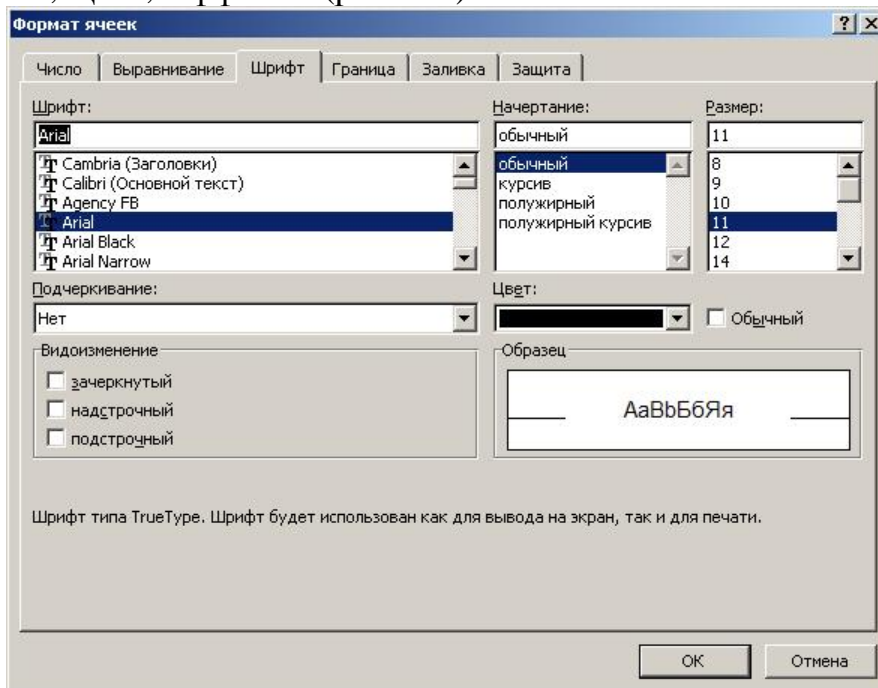 Формат ячеек
Число Выравнивание Шрифт Граница Заливка Защита
Шрифт: Начертание: Размер:
Arial обычный 11
Cambria (Заголовки) обычный 8
Calibri (Основной текст) курсив 9
Agency FB полужирный 10
Arial полужирный курсив 11
Arial Black 12
Arial Narrow 14
Подчеркивание: Цвет:
Нет Обычный
Видоизменение Образец
зачеркнутый
надстрочный АаBbБбЯя
подстрочный
Шрифт типа TrueType. Шрифт будет использован как для вывода на экран, так и для печати.
ОК Отмена